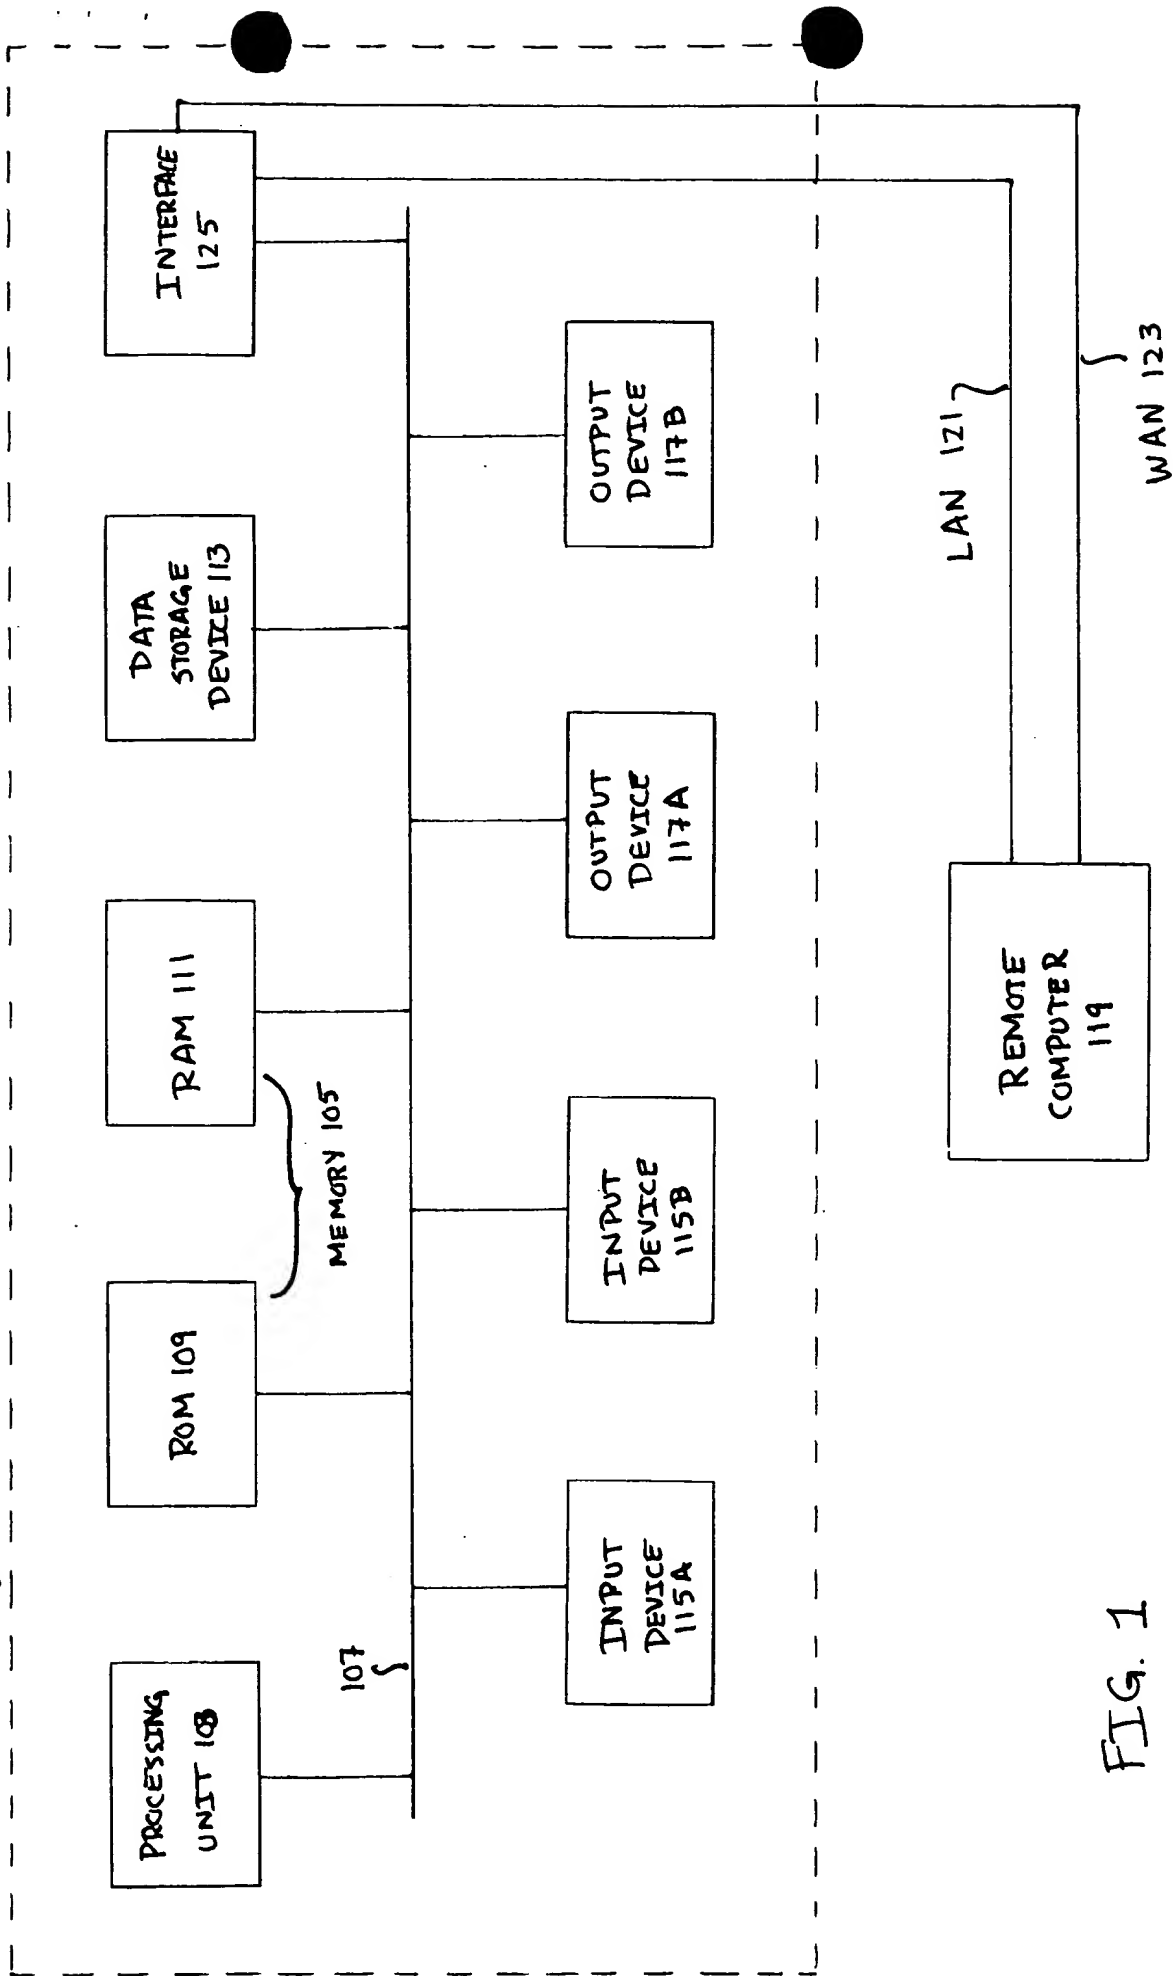 PROCESSING
UNIT 103
ROM 109
RAM 111
MEMORY 105
DATA
STORAGE
DEVICE 113
INTERFACE
125
107
INPUT
DEVICE
115A
INPUT
DEVICE
115B
OUTPUT
DEVICE
117A
OUTPUT
DEVICE
117B
REMOTE
COMPUTER
119
LAN 121
WAN 123
FIG. 1